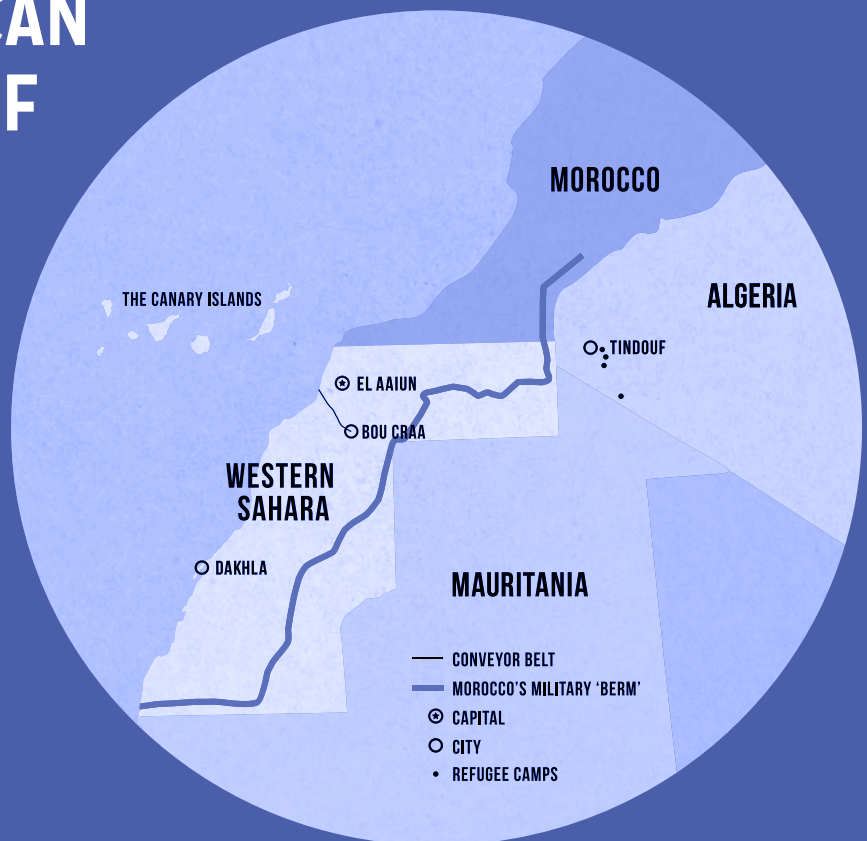 CAN
F
MOROCCO
ALGERIA
THE CANARY ISLANDS
TINDOUF
EL AAIUN
BOU CRAA
WESTERN
SAHARA
DAKHLA
MAURITANIA
CONVEYOR BELT
MOROCCO'S MILITARY 'BERM'
CAPITAL
CITY
REFUGEE CAMPS